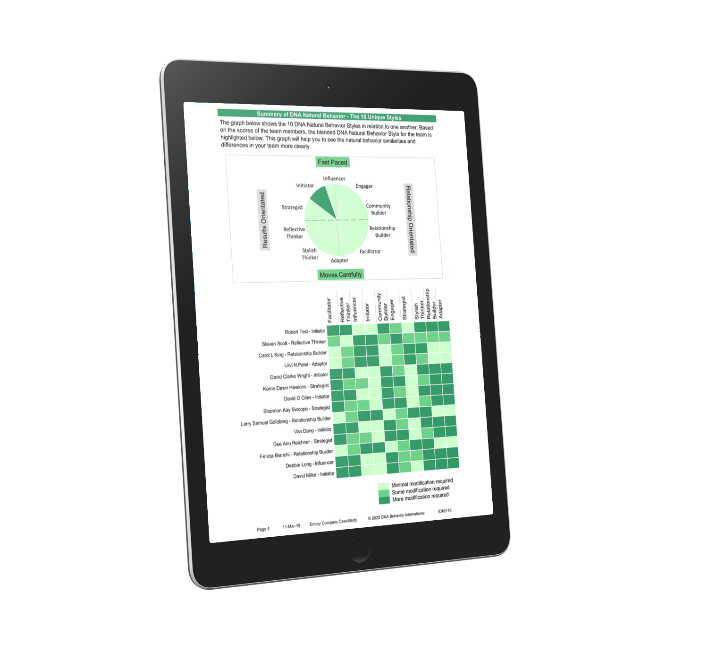 Summary of DNA Natural Behavior - The 10 Unique Styles
The graph below shows the 10 DNA Natural Behavior Styles in relation to one another. Based
on the scores of the team members, the blended DNA Natural Behavior Style for the team is
highlighted below. This graph will help you to see the natural behavior similarities and
differences in your team more clearly.
Fast Paced
Influencer
Initiator
Engager
Results Orientated
Strategist
Community
Builder
Relationship Orientated
Reflective
Thinker
Relationship
Builder
Stylish
Thinker
Facilitator
Adapter
Moves Carefully
Facilitator
Reflective
Thinker
Influencer
Initiator
Community
Builder
Engager
Strategist
Stylish
Thinker
Relationship
Builder
Adapter
Robert Test - Initiator
Steven Scott - Reflective Thinker
Carol L King - Relationship Builder
Urvi N Patel - Adapter
David Clarke Wright - Initiator
Kerrie Dawn Hawkins - Strategist
David O Giles - Initiator
Shannon Kay Swoope - Strategist
Larry Samuel Goldberg - Relationship Builder
Van Dang - Initiator
Dee Ann Reichner - Strategist
Felicia Bianchi - Relationship Builder
Debbie Long - Influencer
David Miller - Initiator
Minimal modification required
Some modification required
More modification required
Page 4 11-Mar-19 Emory Company CaseStudy © 2020 DNA Behavior International